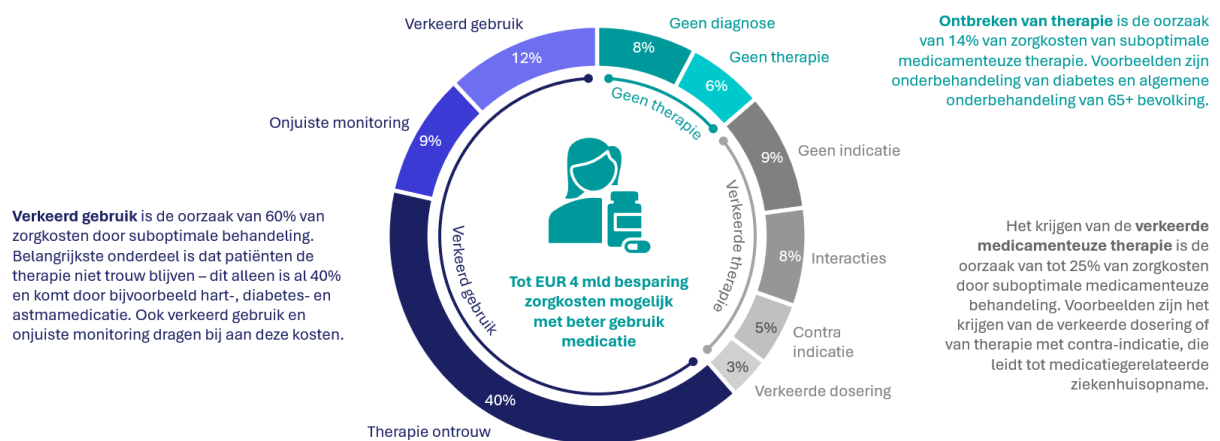 Verkeerd gebruik
12%
Geen diagnose
8%
Geen therapie
6%
Ontbreken van therapie is de oorzaak
van 14% van zorgkosten van suboptimale
medicamenteuze therapie. Voorbeelden zijn
onderbehandeling van diabetes en algemene
onderbehandeling van 65+ bevolking.
Geen therapie
Onjuiste monitoring
9%
Geen indicatie
9%
Verkeerd gebruik is de oorzaak van 60% van
zorgkosten door suboptimale behandeling.
Belangrijkste onderdeel is dat patiënten de
therapie niet trouw blijven – dit alleen is al 40%
en komt door bijvoorbeeld hart-, diabetes- en
astmamedicatie. Ook verkeerd gebruik en
onjuiste monitoring dragen bij aan deze kosten.
Verkeerd gebruik
Tot EUR 4 mld besparing
zorgkosten mogelijk
met beter gebruik
medicatie
Verkeerde therapie
8%
Interacties
5%
Contra
indicatie
3%
Verkeerde dosering
Het krijgen van de verkeerde
medicamenteuze therapie is de
oorzaak van tot 25% van zorgkosten
door suboptimale medicamenteuze
behandeling. Voorbeelden zijn het
krijgen van de verkeerde dosering of
van therapie met contra-indicatie, die
leidt tot medicatiegerelateerde
ziekenhuisopname.
40%
Therapie ontrouw